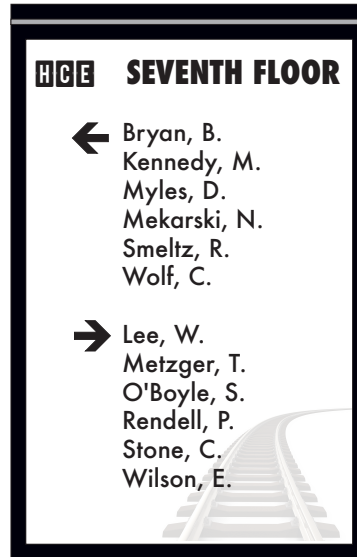 HCE SEVENTH FLOOR
Bryan, B.
Kennedy, M.
Myles, D.
Mekarski, N.
Smeltz, R.
Wolf, C.
Lee, W.
Metzger, T.
O'Boyle, S.
Rendell, P.
Stone, C.
Wilson, E.